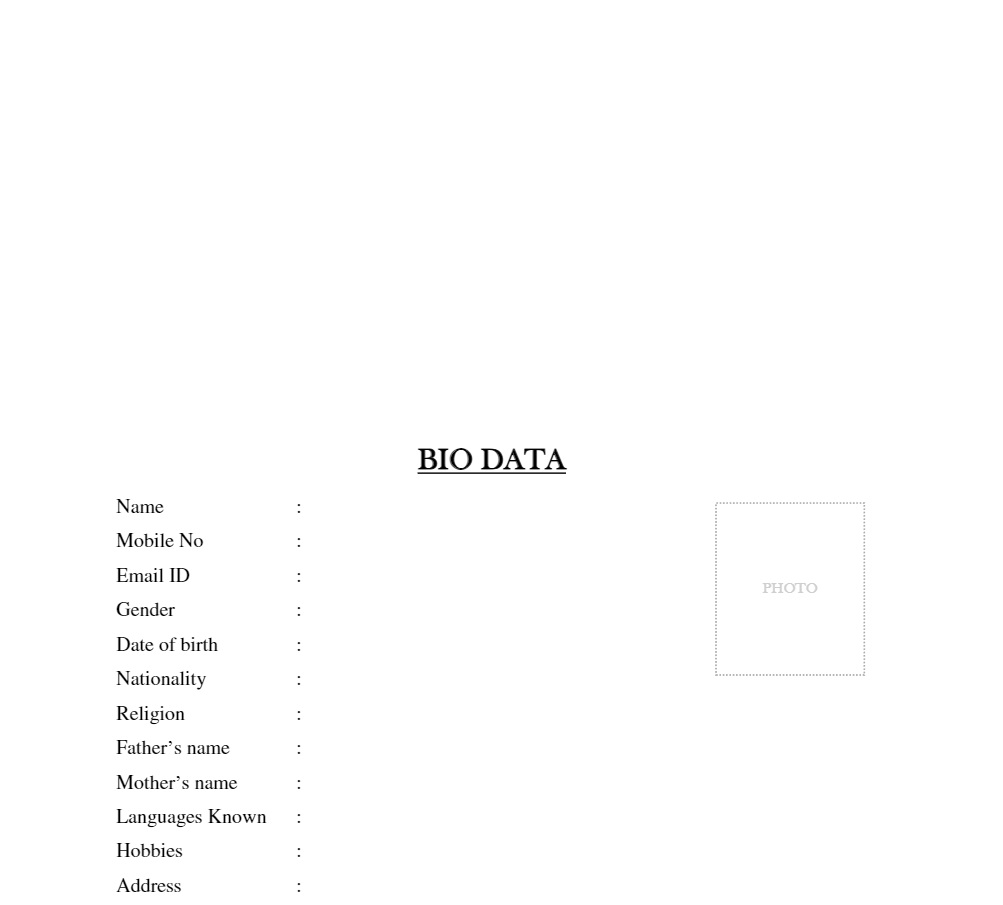 BIO DATA
Name :
Mobile No :
Email ID :
Gender :
Date of birth :
Nationality :
Religion :
Father’s name :
Mother’s name :
Languages Known :
Hobbies :
Address :
PHOTO